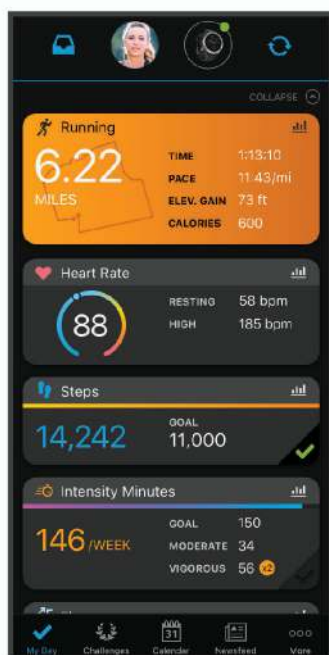 COLLAPSE
Running
6.22
MILES
TIME 1:13:10
PACE 11:43/mi
ELEV. GAIN 73 ft
CALORIES 600
Heart Rate
88
RESTING 58 bpm
HIGH 185 bpm
Steps
14,242
GOAL
11,000
Intensity Minutes
146 /WEEK
GOAL 150
MODERATE 34
VIGOROUS 56 x2
31
My Day Challenges Calendar Newsfeed More